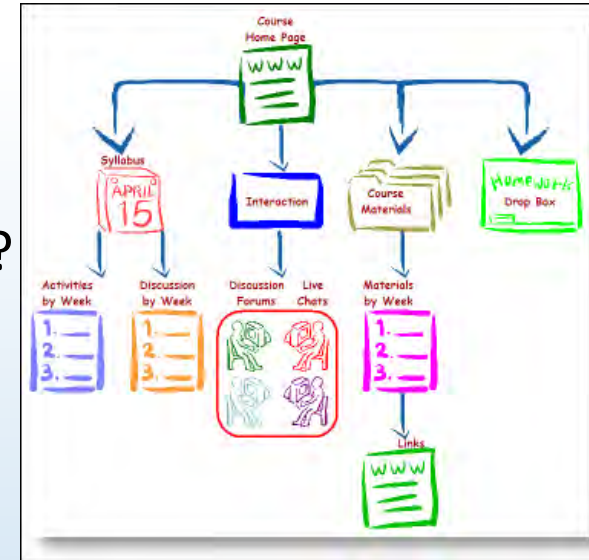 ?
Course
Home Page
WWW
Syllabus
APRIL
15
Interaction
Course
Materials
Homework
Drop Box
Activities
by Week
1.
2.
3.
Discussion
by Week
1.
2.
3.
Discussion
Forums
Live
Chats
Materials
by Week
1.
2.
3.
Links
WWW